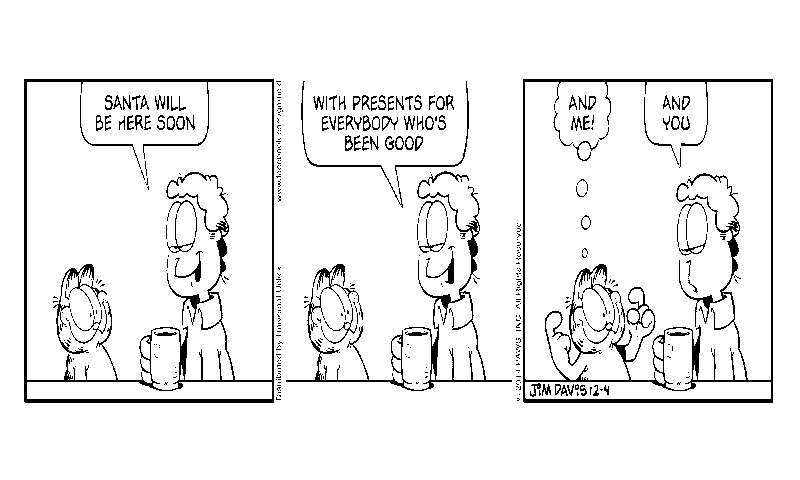 SANTA WILL
BE HERE SOON
WITH PRESENTS FOR
EVERYBODY WHO'S
BEEN GOOD
AND
ME!
AND
YOU
JIM DAVIS 12-4